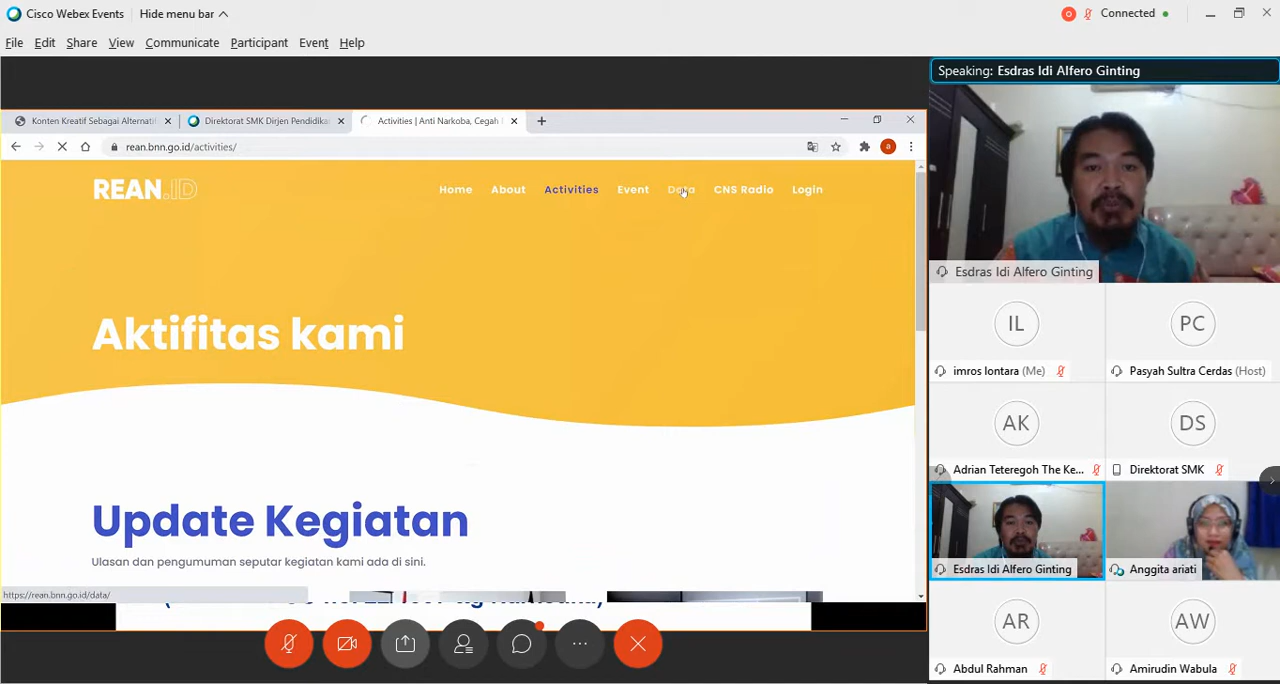 Cisco Webex Events
Hide menu bar
Connected
File Edit Share View Communicate Participant Event Help
Speaking: Esdras Idi Alfero Ginting
Konten Kreatif Sebagai Alternati
Direktorat SMK Dirjen Pendidika
Activities | Anti Narkoba, Cegah
rean.bnn.go.id/activities/
a
REAN.ID
Home About Activities Event Data CNS Radio Login
Aktifitas kami
Update Kegiatan
Ulasan dan pengumuman seputar kegiatan kami ada di sini.
https://rean.bnn.go.id/data/
Esdras Idi Alfero Ginting
IL
imros lontara (Me)
PC
Pasyah Sultra Cerdas (Host)
AK
Adrian Teteregoh The Ke...
DS
Direktorat SMK
Esdras Idi Alfero Ginting
Anggita ariati
AR
Abdul Rahman
AW
Amirudin Wabula